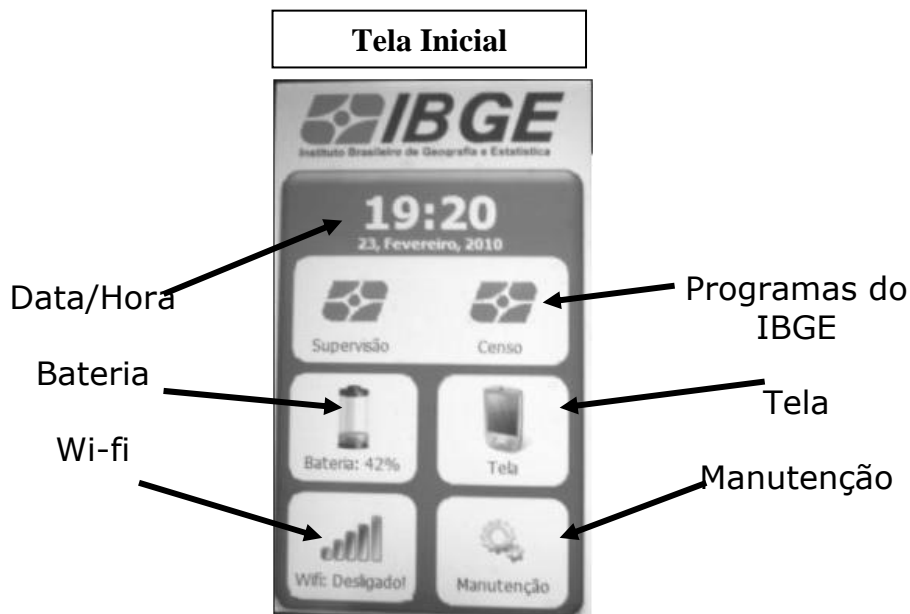 Tela Inicial
IBGE
Instituto Brasileiro de Geografia e Estatística
19:20
23, Fevereiro, 2010
Data/Hora
Programas do
IBGE
Supervisão
Censo
Bateria
Tela
Bateria: 42%
Tela
Wi-fi
Manutenção
Wifi: Desligado!
Manutenção